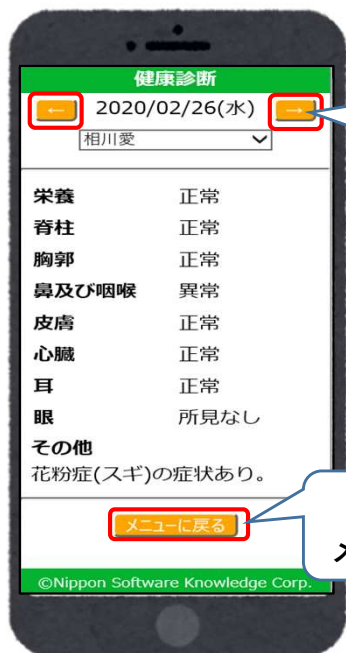 健康診断
← 2020/02/26(水) →
相川愛
栄養 正常
脊柱 正常
胸郭 正常
鼻及び咽喉 異常
皮膚 正常
心臓 正常
耳 正常
眼 所見なし
その他
花粉症(スギ)の症状あり。
メニューに戻る
メ
©Nippon Software Knowledge Corp.